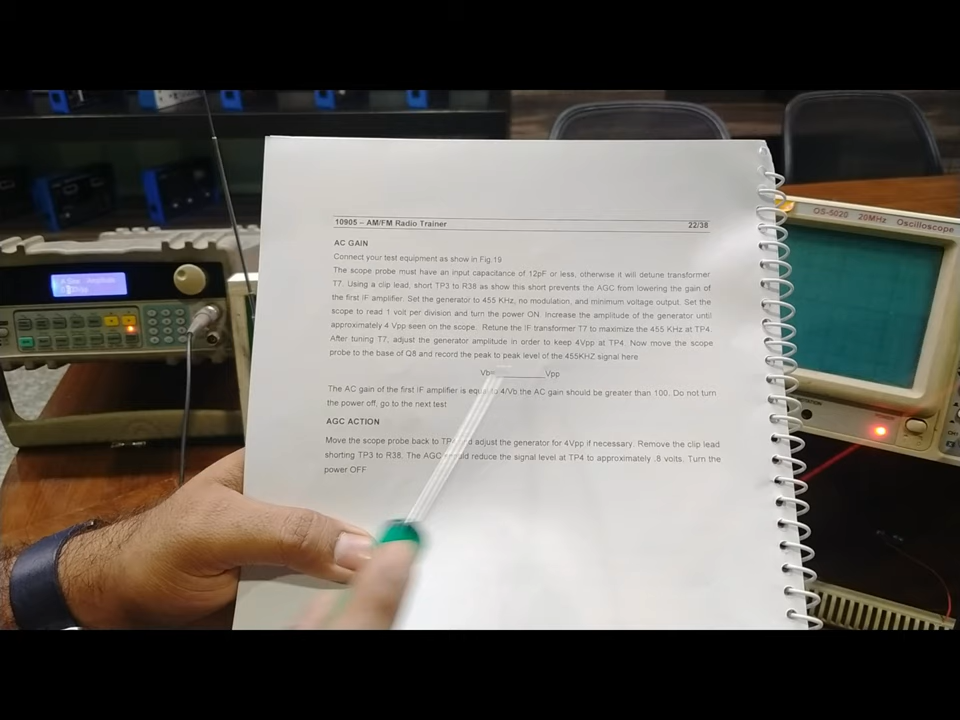 10905 – AM/FM Radio Trainer 22/38
AC GAIN
Connect your test equipment as show in Fig.19
The scope probe must have an input capacitance of 12pF or less, otherwise it will detune transformer
T7. Using a clip lead, short TP3 to R38 as show this short prevents the AGC from lowering the gain of
the first IF amplifier. Set the generator to 455 KHz, no modulation, and minimum voltage output. Set the
scope to read 1 volt per division and turn the power ON. Increase the amplitude of the generator until
approximately 4 Vpp seen on the scope. Retune the IF transformer T7 to maximize the 455 KHz at TP4.
After tuning T7, adjust the generator amplitude in order to keep 4Vpp at TP4. Now move the scope
probe to the base of Q8 and record the peak to peak level of the 455KHZ signal here
Vb= Vpp
The AC gain of the first IF amplifier is equal to 4/Vb the AC gain should be greater than 100. Do not turn
the power off, go to the next test
AGC ACTION
Move the scope probe back to adjust the generator for 4Vpp if necessary. Remove the clip lead
shorting TP3 to R38. The AGC reduce the signal level at TP4 to approximately .8 volts. Turn the
power OFF
OS-5020 20MHz Oscilloscope